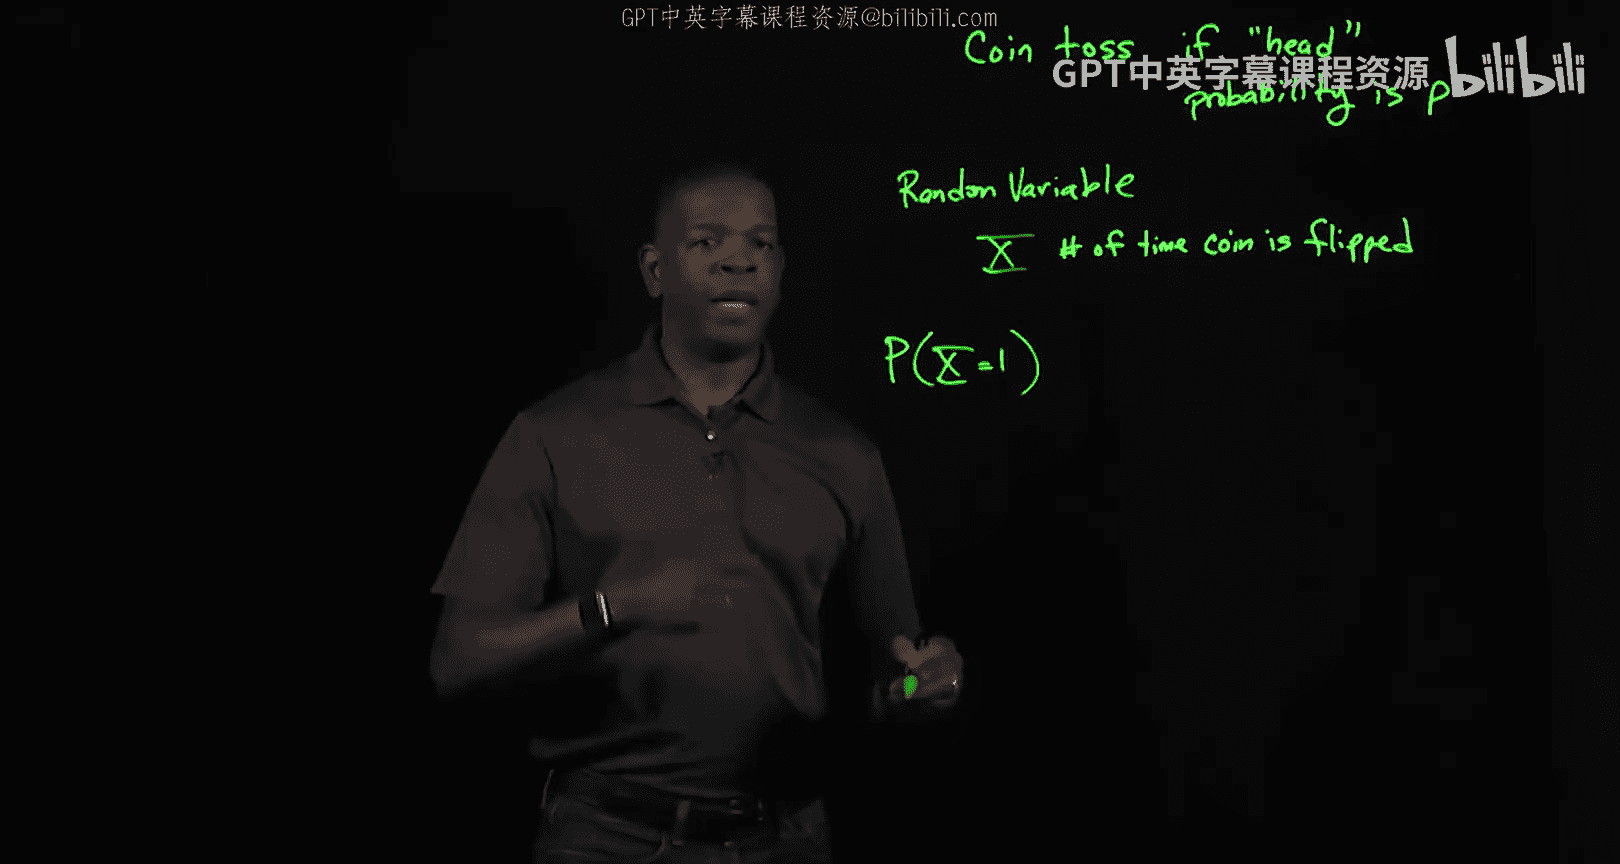 GPT中英字幕课程资源@bilibili.com
Coin toss if "head"
GPT中英字幕课程资源 bilibili
probability is p
Random Variable
X # of time coin is flipped
P(X=1)